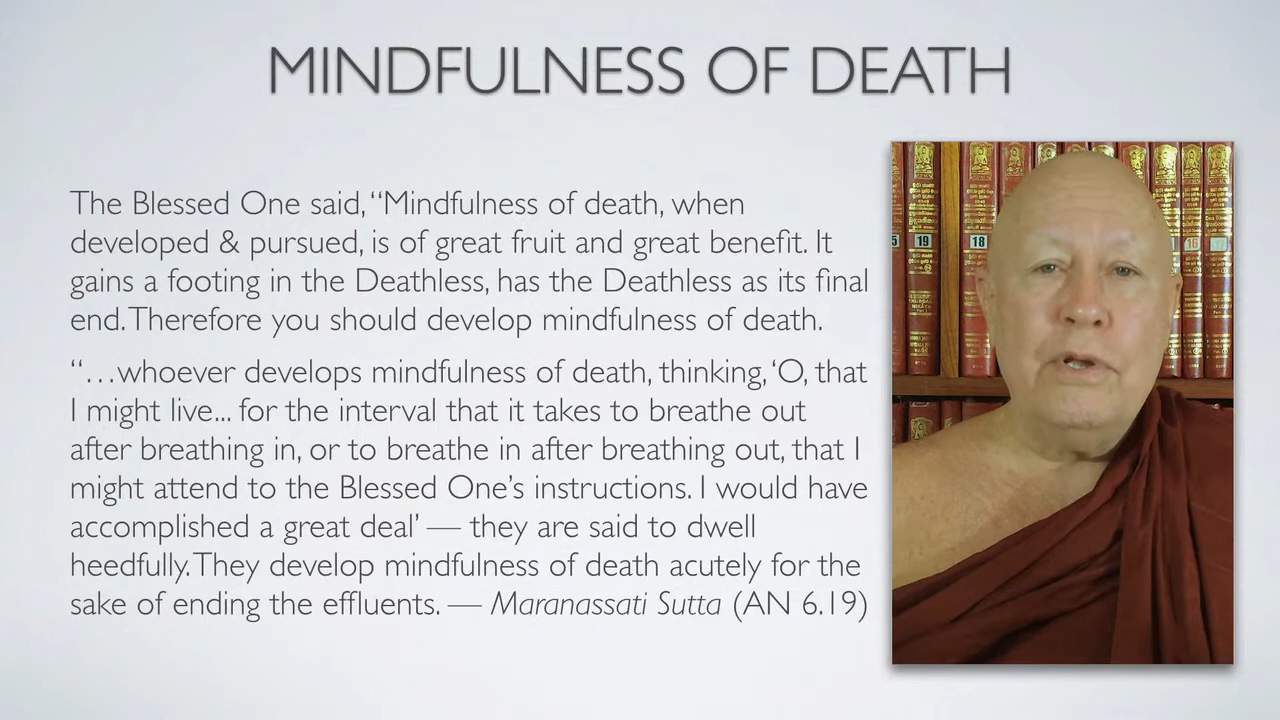 MINDFULNESS OF DEATH
The Blessed One said, “Mindfulness of death, when
developed & pursued, is of great fruit and great benefit. It
gains a footing in the Deathless, has the Deathless as its final
end. Therefore you should develop mindfulness of death.
“…whoever develops mindfulness of death, thinking, ‘O, that
I might live... for the interval that it takes to breathe out
after breathing in, or to breathe in after breathing out, that I
might attend to the Blessed One’s instructions. I would have
accomplished a great deal’ — they are said to dwell
heedfully. They develop mindfulness of death acutely for the
sake of ending the effluents. — Maranassati Sutta (AN 6.19)
19
18
16